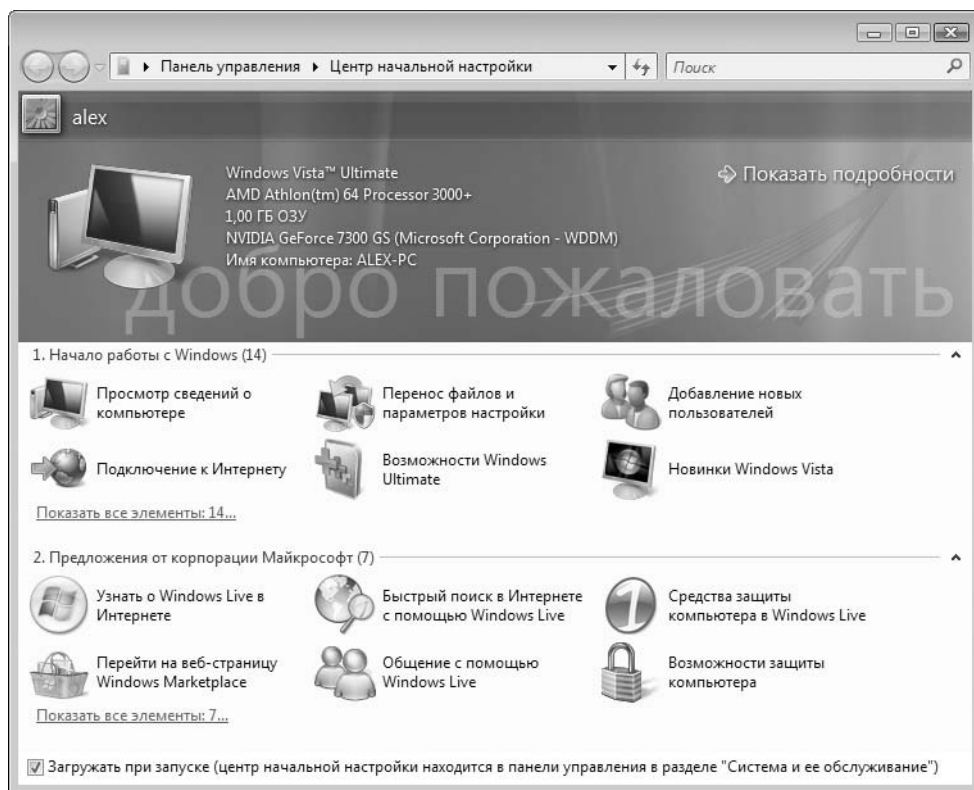 Панель управления ▸ Центр начальной настройки
Поиск
alex
Windows Vista™ Ultimate
AMD Athlon(tm) 64 Processor 3000+
1,00 ГБ ОЗУ
NVIDIA GeForce 7300 GS (Microsoft Corporation - WDDM)
Имя компьютера: ALEX-PC
Показать подробности
добро пожаловать
1. Начало работы с Windows (14)
Просмотр сведений о
компьютере
Перенос файлов и
параметров настройки
Добавление новых
пользователей
Подключение к Интернету
Возможности Windows
Ultimate
Новинки Windows Vista
Показать все элементы: 14...
2. Предложения от корпорации Майкрософт (7)
Узнать о Windows Live в
Интернете
Быстрый поиск в Интернете
с помощью Windows Live
Средства защиты
компьютера в Windows Live
Перейти на веб-страницу
Windows Marketplace
Общение с помощью
Windows Live
Возможности защиты
компьютера
Показать все элементы: 7...
Загружать при запуске (центр начальной настройки находится в панели управления в разделе "Система и ее обслуживание")